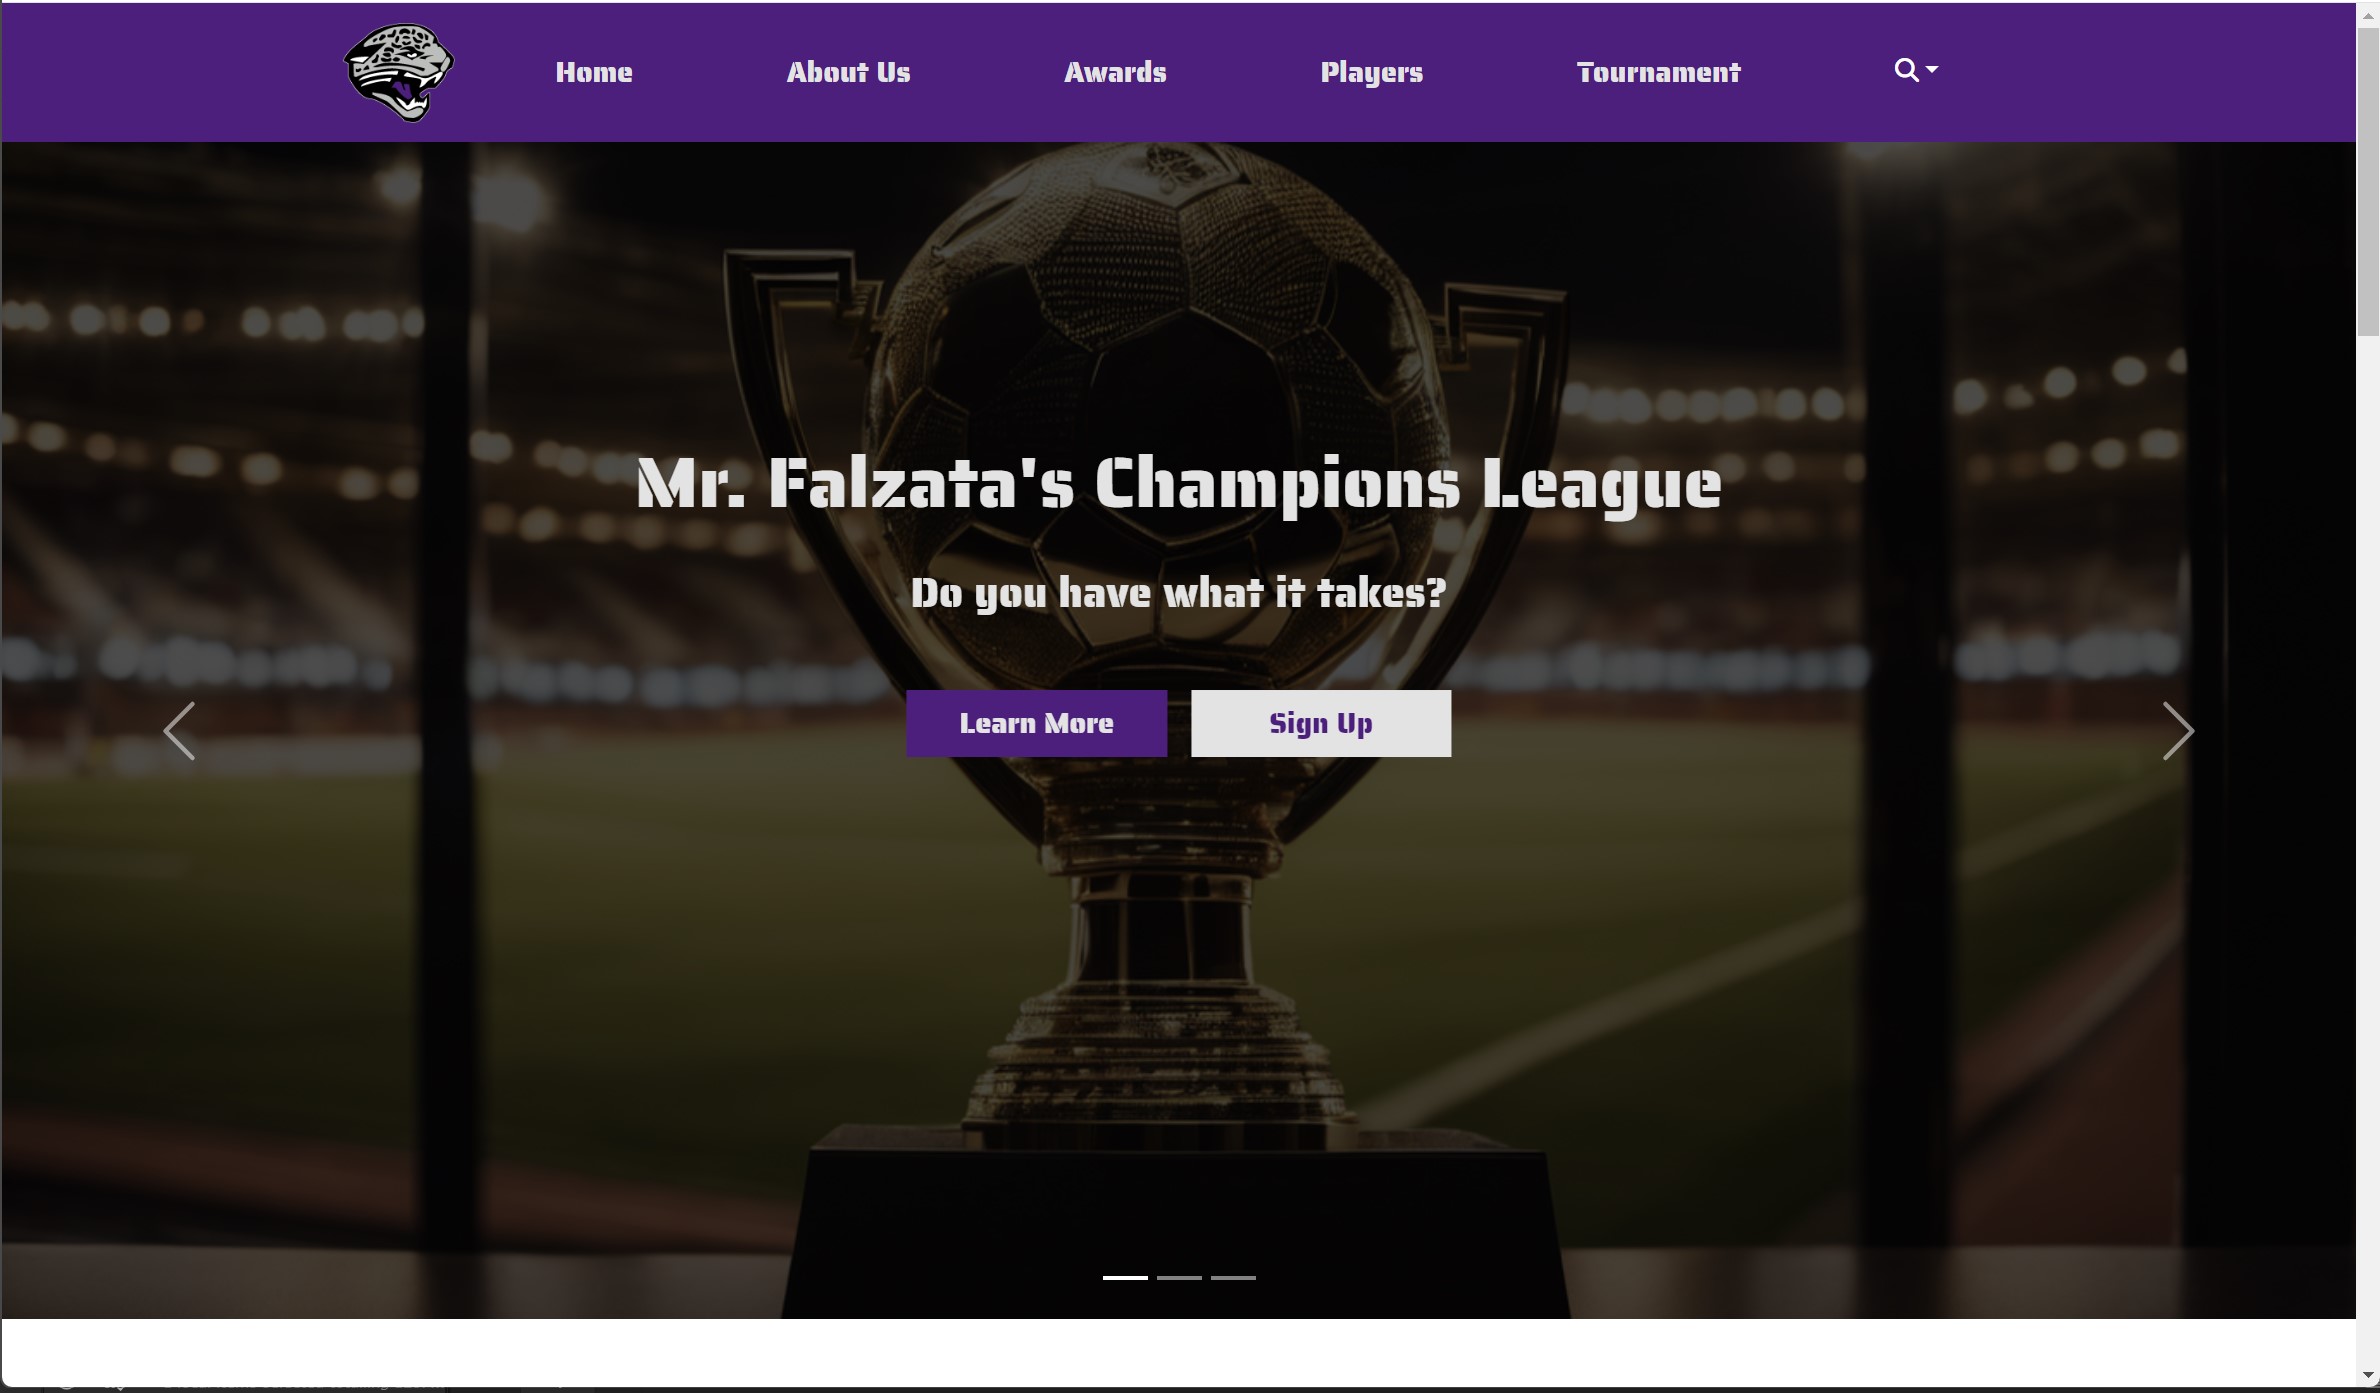 Home About Us Awards Players Tournament
Mr. Falzata's Champions League
Do you have what it takes?
Learn More Sign Up